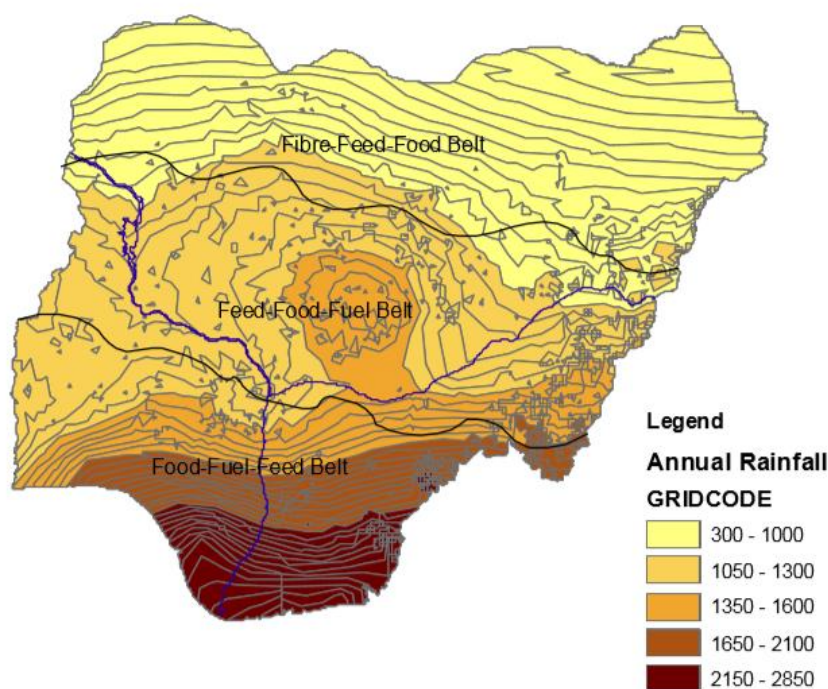 Fibre-Feed-Food Belt
Feed-Food-Fuel Belt
Food-Fuel-Feed Belt
Legend
Annual Rainfall
GRIDCODE
300 - 1000
1050 - 1300
1350 - 1600
1650 - 2100
2150 - 2850